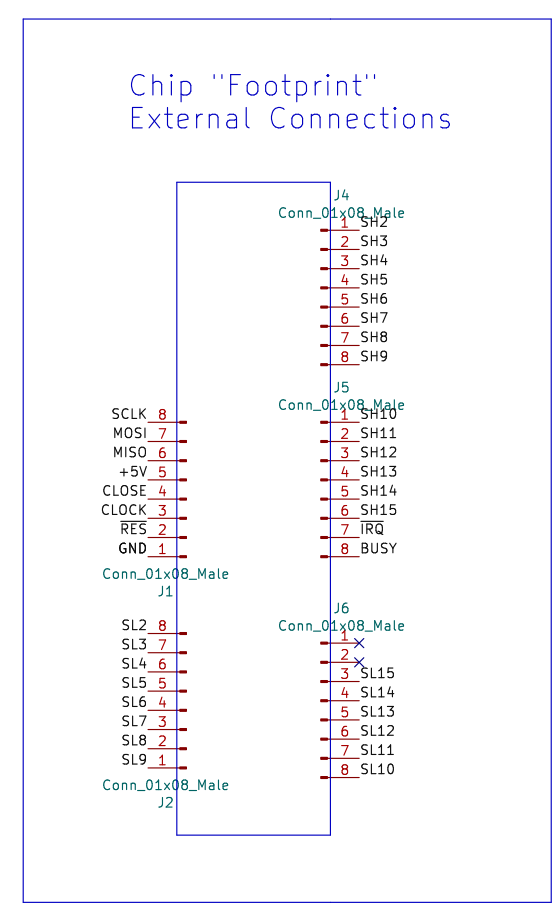 Chip "Footprint"
External Connections
J4
Conn_01x08_Male
1 SH2
2 SH3
3 SH4
4 SH5
5 SH6
6 SH7
7 SH8
8 SH9
J5
Conn_01x08_Male
1 SH10
2 SH11
3 SH12
4 SH13
5 SH14
6 SH15
7 IRQ
8 BUSY
SCLK 8
MOSI 7
MISO 6
+5V 5
CLOSE 4
CLOCK 3
RES 2
GND 1
Conn_01x08_Male
J1
J6
Conn_01x08_Male
1
2
3 SL15
4 SL14
5 SL13
6 SL12
7 SL11
8 SL10
SL2 8
SL3 7
SL4 6
SL5 5
SL6 4
SL7 3
SL8 2
SL9 1
Conn_01x08_Male
J2